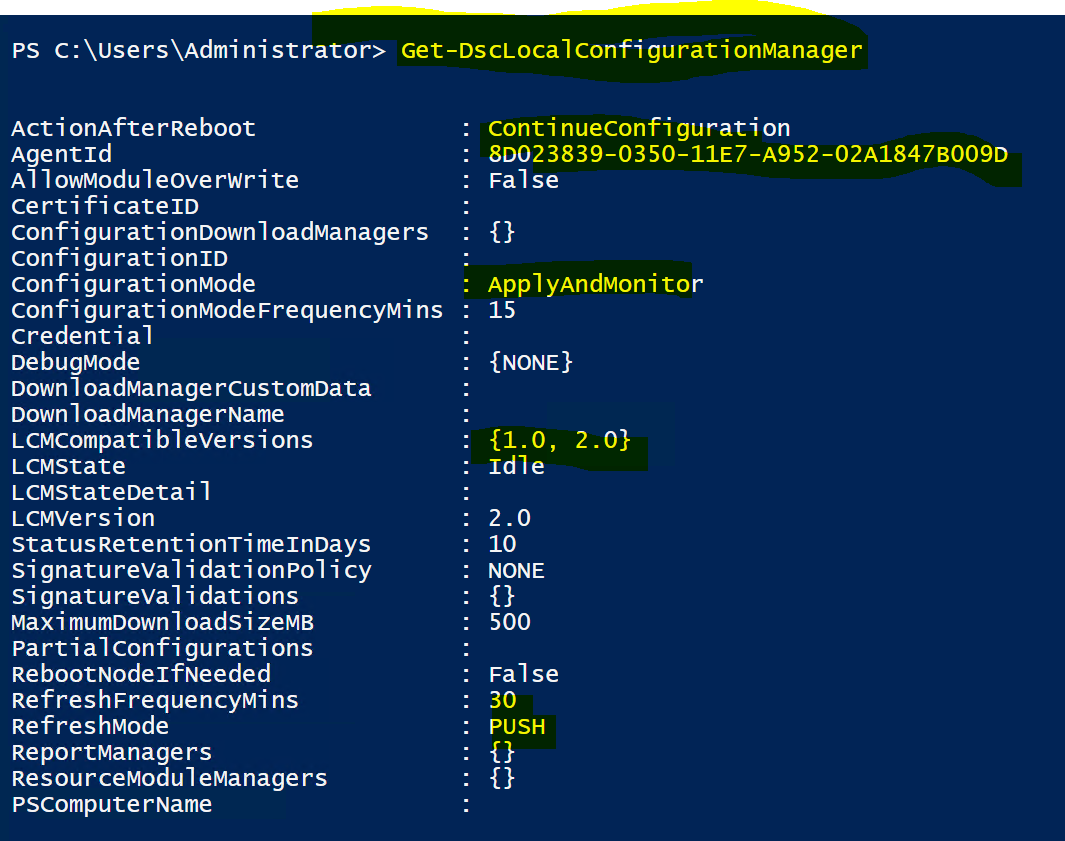 PS C:\Users\Administrator> Get-DscLocalConfigurationManager
ActionAfterReboot : ContinueConfiguration
AgentId : 8D023839-0350-11E7-A952-02A1847B009D
AllowModuleOverWrite : False
CertificateID :
ConfigurationDownloadManagers : {}
ConfigurationID :
ConfigurationMode : ApplyAndMonitor
ConfigurationModeFrequencyMins : 15
Credential :
DebugMode : {NONE}
DownloadManagerCustomData :
DownloadManagerName :
LCMCompatibleVersions : {1.0, 2.0}
LCMState : Idle
LCMStateDetail :
LCMVersion : 2.0
StatusRetentionTimeInDays : 10
SignatureValidationPolicy : NONE
SignatureValidations : {}
MaximumDownloadSizeMB : 500
PartialConfigurations :
RebootNodeIfNeeded : False
RefreshFrequencyMins : 30
RefreshMode : PUSH
ReportManagers : {}
ResourceModuleManagers : {}
PSComputerName :